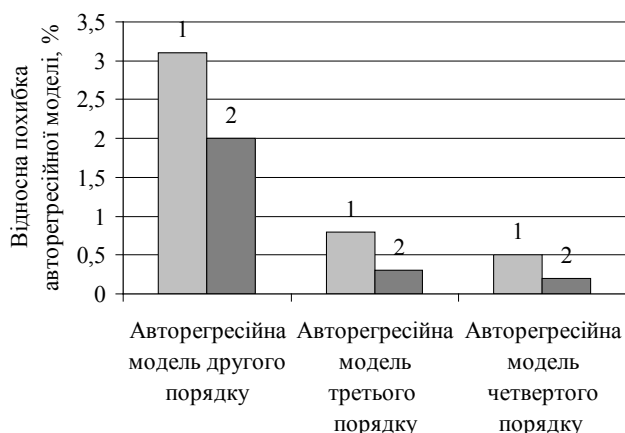 Відносна похибка
авторегресійної моделі, %
3,5
3
2,5
2
1,5
1
0,5
0
1
2
1
2
1
2
Авторегресійна
модель другого
порядку
Авторегресійна
модель
третього
порядку
Авторегресійна
модель
четвертого
порядку